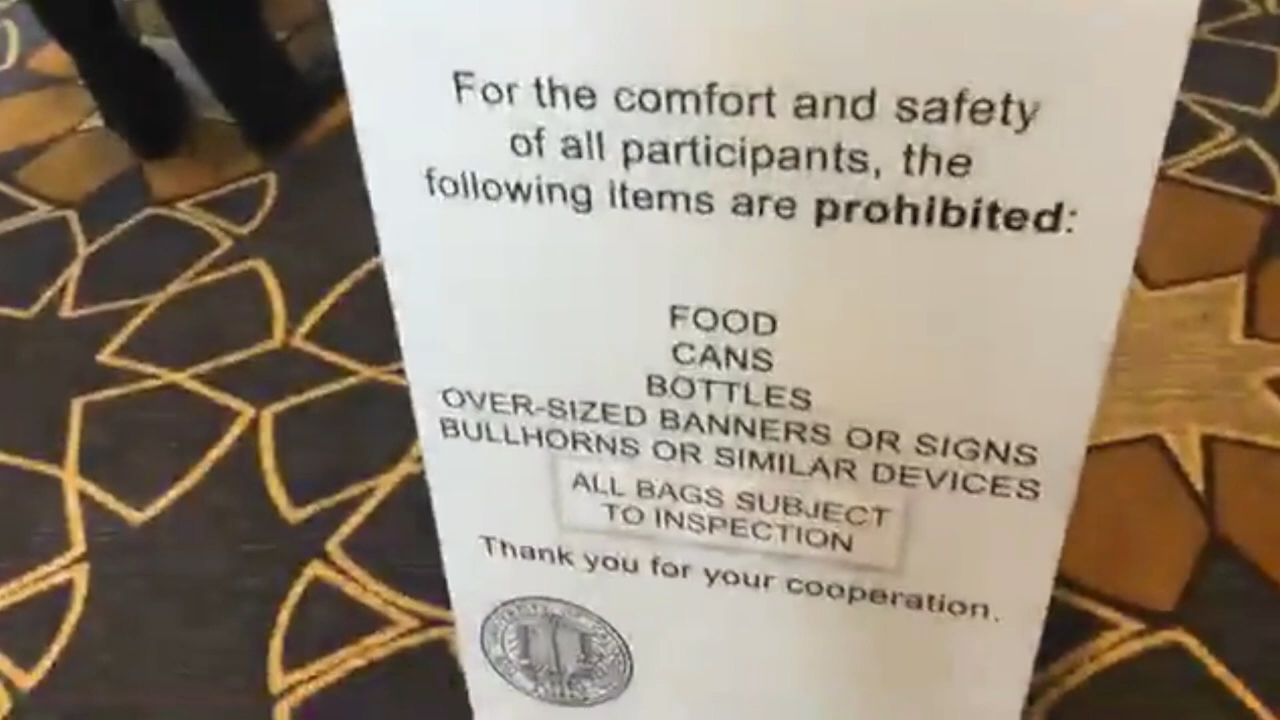 For the comfort and safety
of all participants, the
following items are prohibited:
FOOD
CANS
BOTTLES
OVER-SIZED BANNERS OR SIGNS
BULLHORNS OR SIMILAR DEVICES
ALL BAGS SUBJECT
TO INSPECTION
Thank you for your cooperation.